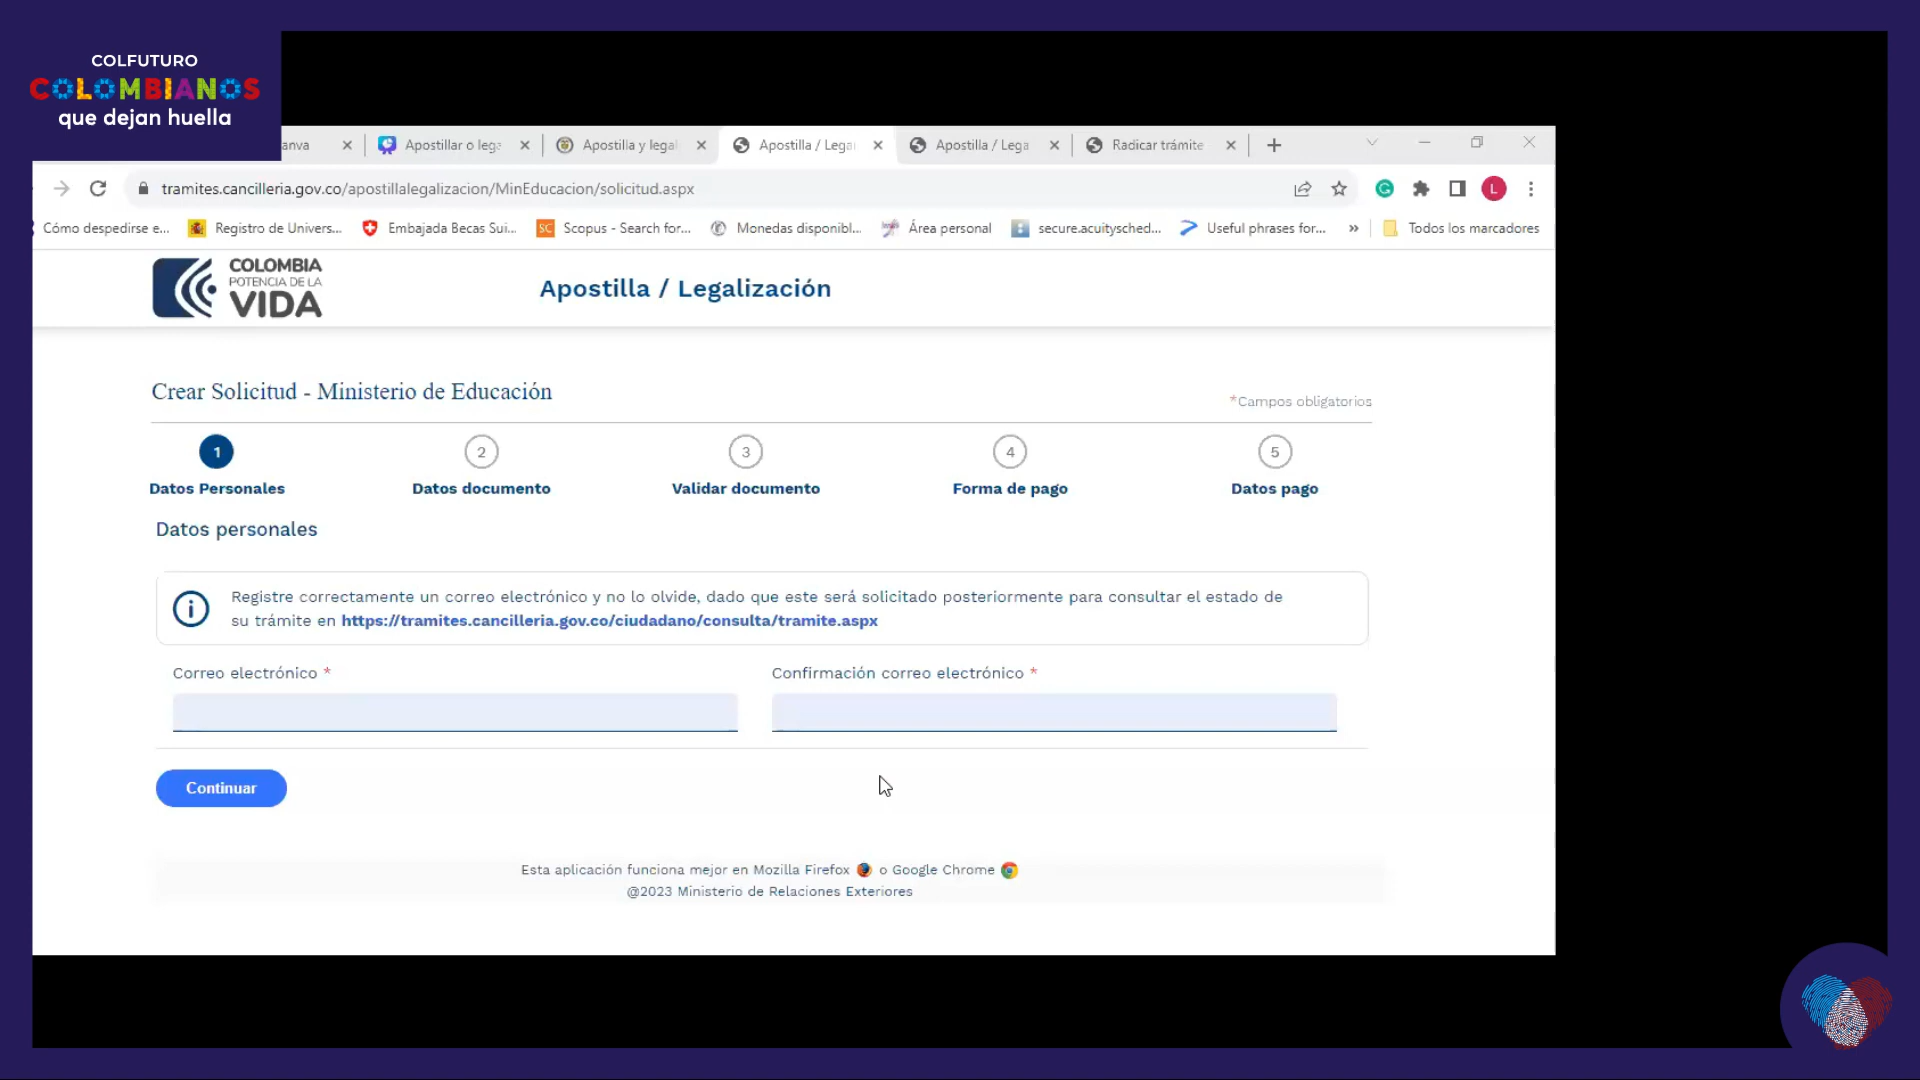 COLFUTURO
COLOMBIANOS
que dejan huella
anva
Apostillar o lega
Apostilla y legal
Apostilla / Legal
Apostilla / Lega
Radicar trámite
tramites.cancilleria.gov.co/apostillalegalizacion/MinEducacion/solicitud.aspx
L
Cómo despedirse e...
Registro de Univers...
Embajada Becas Sui...
SC
Scopus - Search for...
Monedas disponibl...
Área personal
secure.acuitysched...
Useful phrases for...
»
Todos los marcadores
COLOMBIA
POTENCIA DE LA
VIDA
Apostilla / Legalización
Crear Solicitud - Ministerio de Educación
*Campos obligatorios
1
2
3
4
5
Datos Personales
Datos documento
Validar documento
Forma de pago
Datos pago
Datos personales
Registre correctamente un correo electrónico y no lo olvide, dado que este será solicitado posteriormente para consultar el estado de
su trámite en https://tramites.cancilleria.gov.co/ciudadano/consulta/tramite.aspx
Correo electrónico *
Confirmación correo electrónico *
Continuar
Esta aplicación funciona mejor en Mozilla Firefox o Google Chrome
@2023 Ministerio de Relaciones Exteriores